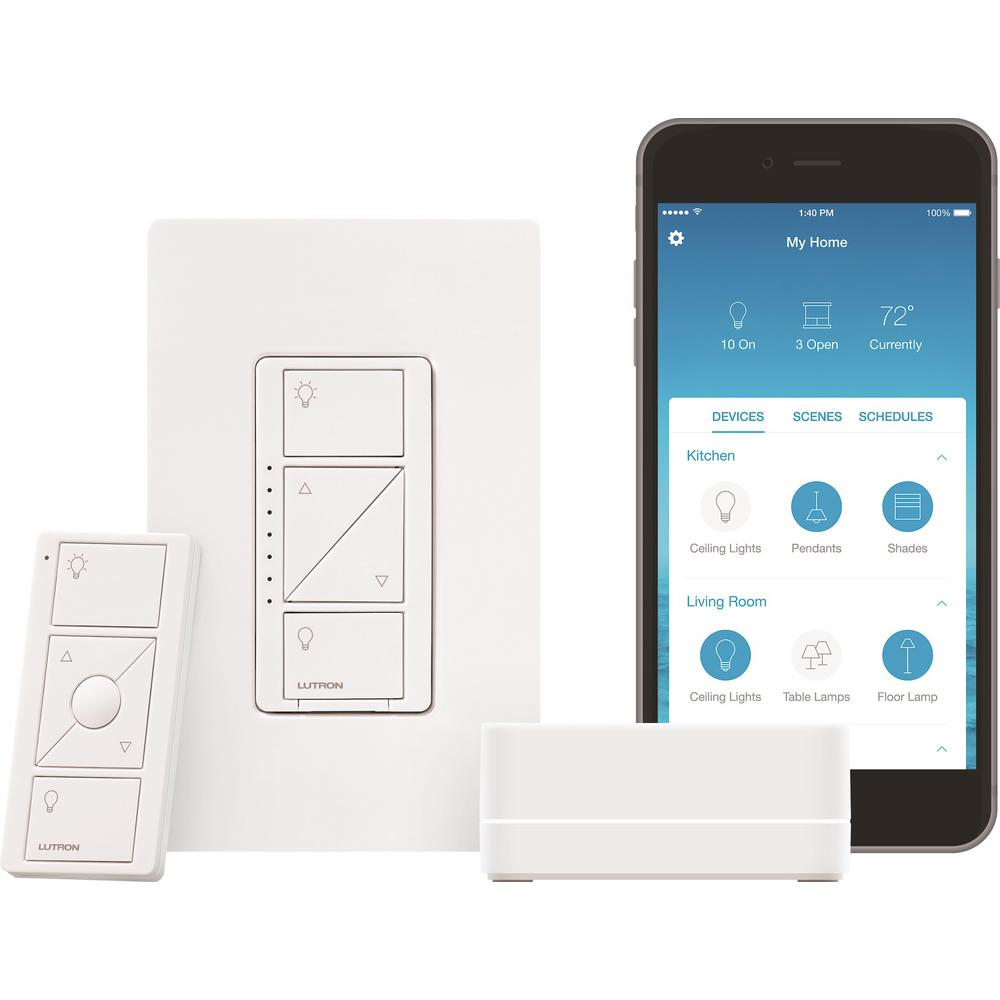 LUTRON
LUTRON
1:40 PM 100%
My Home
10 On 3 Open 72° Currently
DEVICES SCENES SCHEDULES
Kitchen
Ceiling Lights Pendants Shades
Living Room
Ceiling Lights Table Lamps Floor Lamp